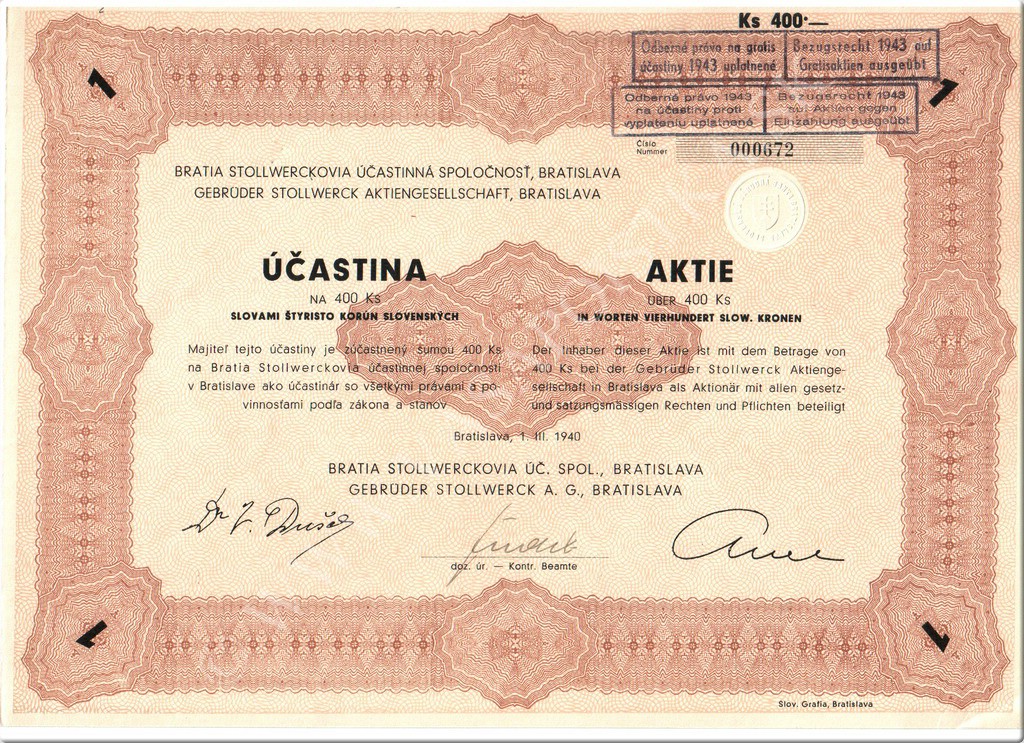 Ks 400·—
Odberné právo na gratis
účastiny 1943 uplatnené
Bezugsrecht 1943 auf
Gratisaktien ausgeübt
Odberné právo 1943
na účastiny proti
vyplateniu uplatnené
Bezugsrecht 1943
auf Aktien gegen
Einzahlung ausgeübt
1
1
Číslo
Nummer
000672
BRATIA STOLLWERCKOVIA ÚČASTINNÁ SPOLOČNOSŤ, BRATISLAVA
GEBRÜDER STOLLWERCK AKTIENGESELLSCHAFT, BRATISLAVA
ÚČASTINA
NA 400 Ks
SLOVAMI ŠTYRISTO KORÚN SLOVENSKÝCH
Majiteľ tejto účastiny je zúčastnený sumou 400 Ks
na Bratia Stollwerckovia účastinnej spoločnosti
v Bratislave ako účastinár so všetkými právami a po-
vinnosťami podľa zákona a stanov
AKTIE
ÜBER 400 Ks
IN WORTEN VIERHUNDERT SLOW. KRONEN
Der Inhaber dieser Aktie ist mit dem Betrage von
400 Ks bei der Gebrüder Stollwerck Aktienge-
sellschaft in Bratislava als Aktionär mit allen gesetz-
und satzungsmässigen Rechten und Pflichten beteiligt
Bratislava, 1. III. 1940
BRATIA STOLLWERCKOVIA ÚČ. SPOL., BRATISLAVA
GEBRÜDER STOLLWERCK A. G., BRATISLAVA
doz. úr. — Kontr. Beamte
1
1
Slov. Grafia, Bratislava